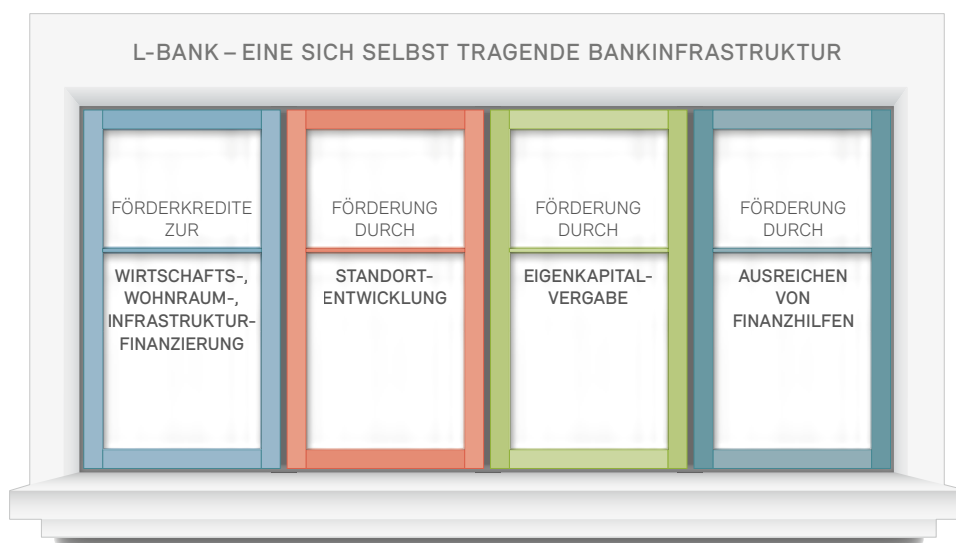 L-BANK – EINE SICH SELBST TRAGENDE BANKINFRASTRUKTUR
FÖRDERKREDITE
ZUR
WIRTSCHAFTS-,
WOHNRAUM-,
INFRASTRUKTUR-
FINANZIERUNG
FÖRDERUNG
DURCH
STANDORT-
ENTWICKLUNG
FÖRDERUNG
DURCH
EIGENKAPITAL-
VERGABE
FÖRDERUNG
DURCH
AUSREICHEN
VON
FINANZHILFEN